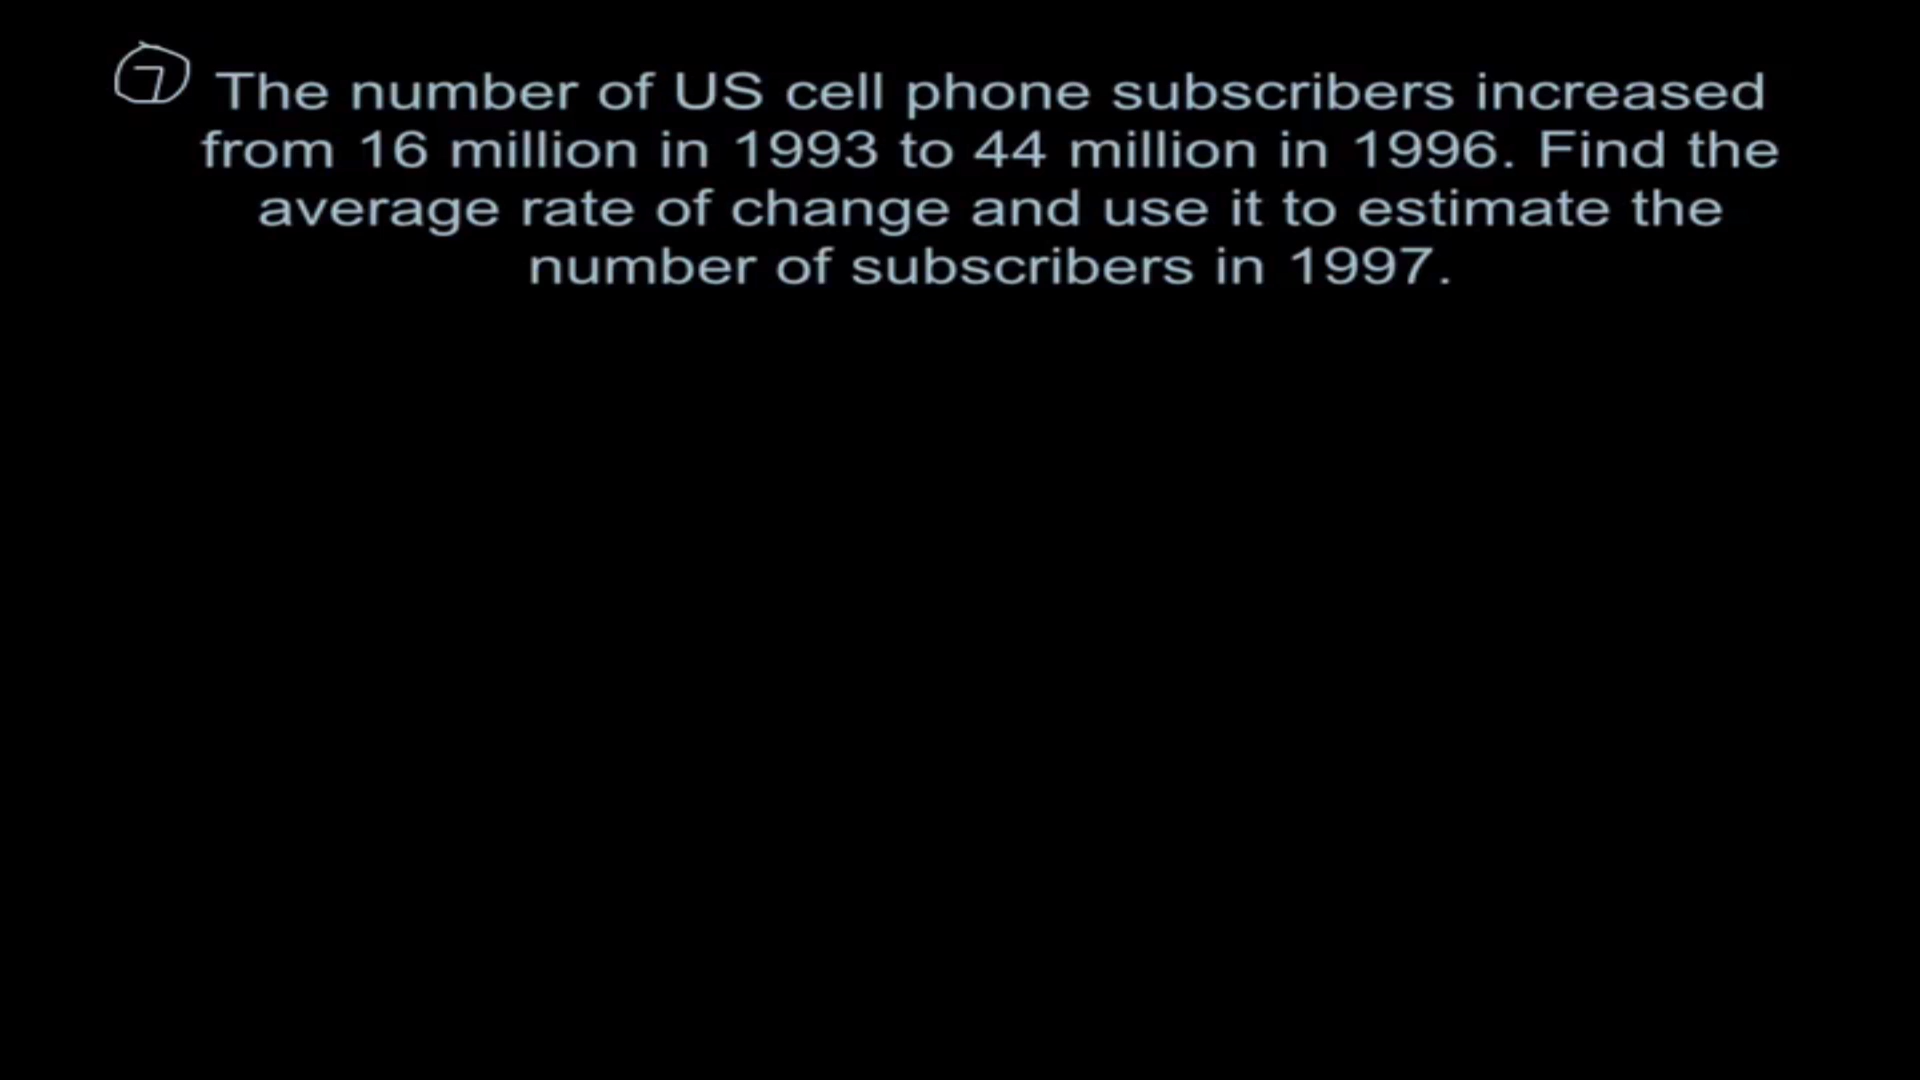 7 The number of US cell phone subscribers increased
from 16 million in 1993 to 44 million in 1996. Find the
average rate of change and use it to estimate the
number of subscribers in 1997.